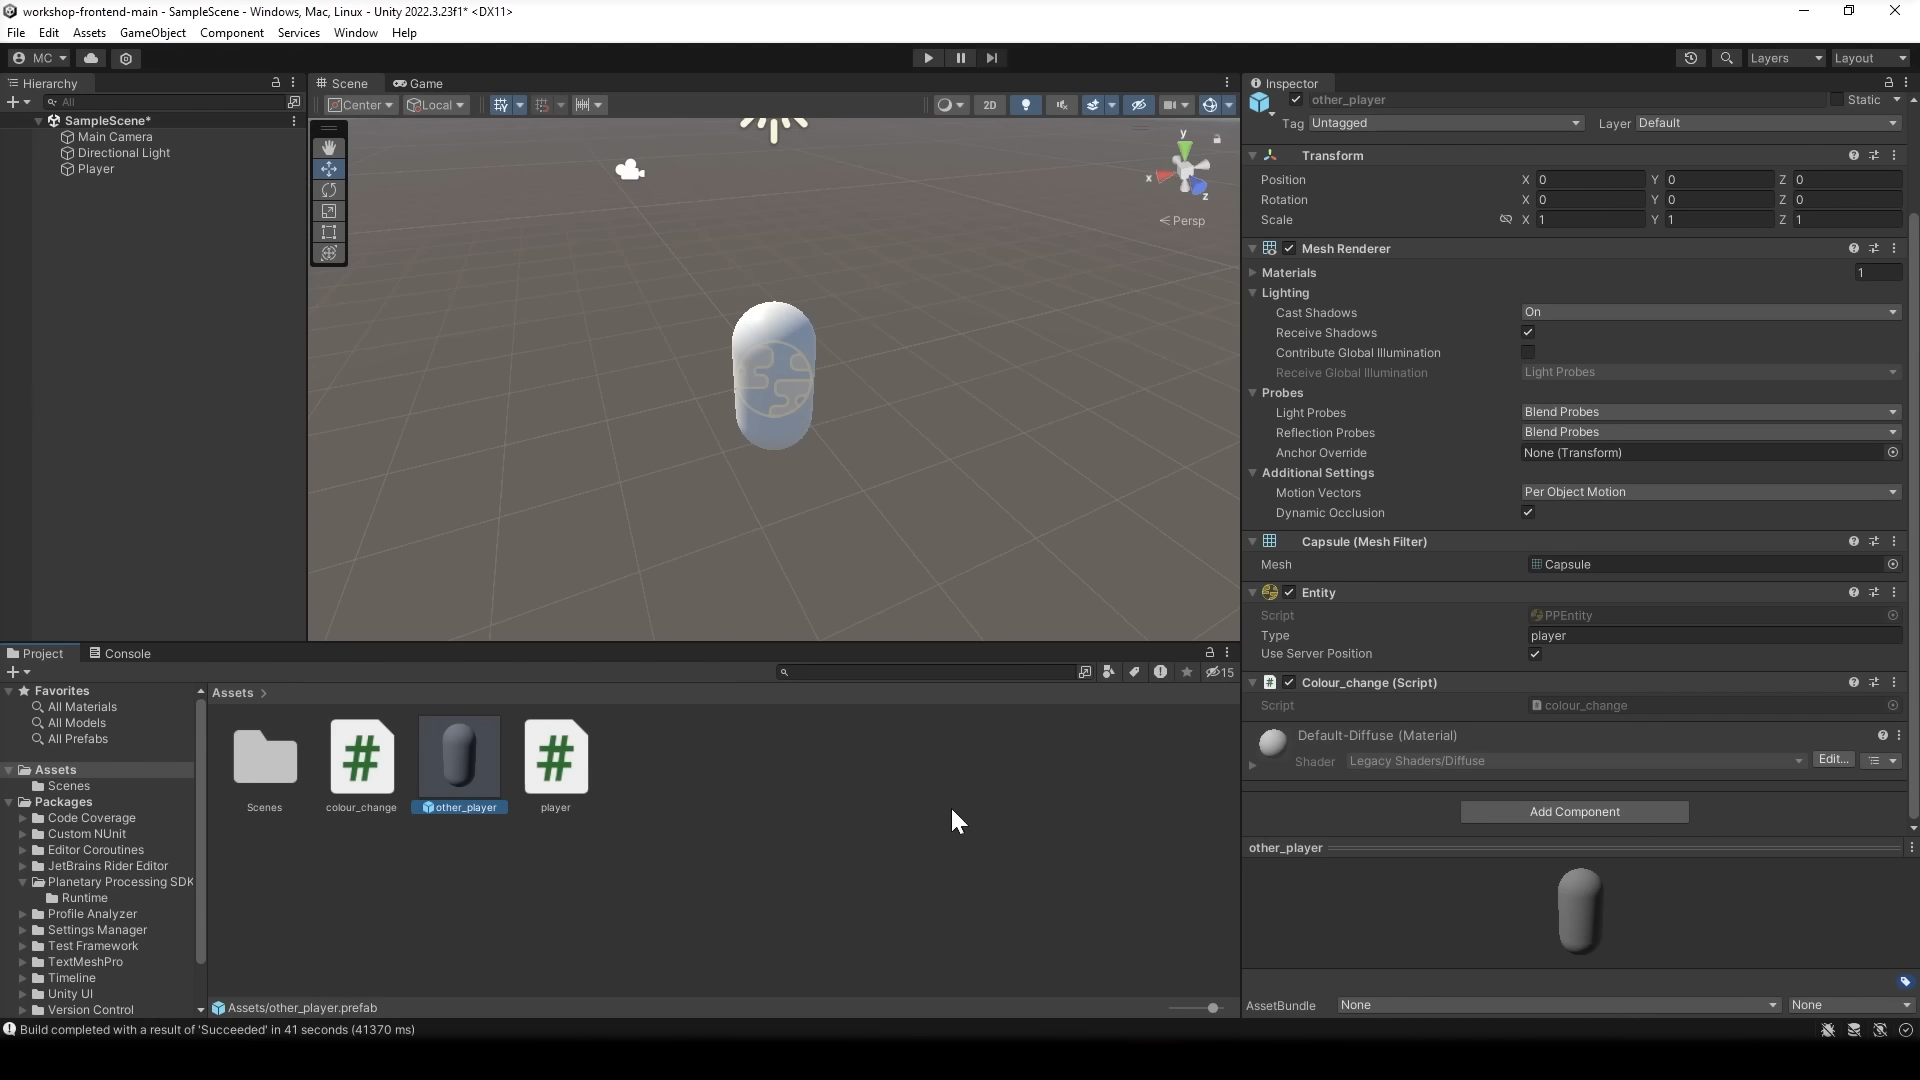 workshop-frontend-main - SampleScene - Windows, Mac, Linux - Unity 2022.3.23f1* <DX11>
File Edit Assets GameObject Component Services Window Help
MC
Layers Layout
Hierarchy
All
SampleScene*
Main Camera
Directional Light
Player
Scene Game
Center Local 2D
y
x
z
Persp
Inspector
other_player Static
Tag Untagged Layer Default
Transform
Position X 0 Y 0 Z 0
Rotation X 0 Y 0 Z 0
Scale X 1 Y 1 Z 1
Mesh Renderer
Materials 1
Lighting
Cast Shadows On
Receive Shadows
Contribute Global Illumination
Receive Global Illumination Light Probes
Probes
Light Probes Blend Probes
Reflection Probes Blend Probes
Anchor Override None (Transform)
Additional Settings
Motion Vectors Per Object Motion
Dynamic Occlusion
Capsule (Mesh Filter)
Mesh Capsule
Entity
Script PPEntity
Type player
Use Server Position
# Colour_change (Script)
Script colour_change
Default-Diffuse (Material)
Shader Legacy Shaders/Diffuse Edit...
Add Component
other_player
AssetBundle None None
Project Console
15
Favorites
All Materials
All Models
All Prefabs
Assets
Scenes
Packages
Code Coverage
Custom NUnit
Editor Coroutines
JetBrains Rider Editor
Planetary Processing SDK
Runtime
Profile Analyzer
Settings Manager
Test Framework
TextMeshPro
Timeline
Unity UI
Version Control
Assets
# #
Scenes colour_change other_player player
Assets/other_player.prefab
Build completed with a result of 'Succeeded' in 41 seconds (41370 ms)